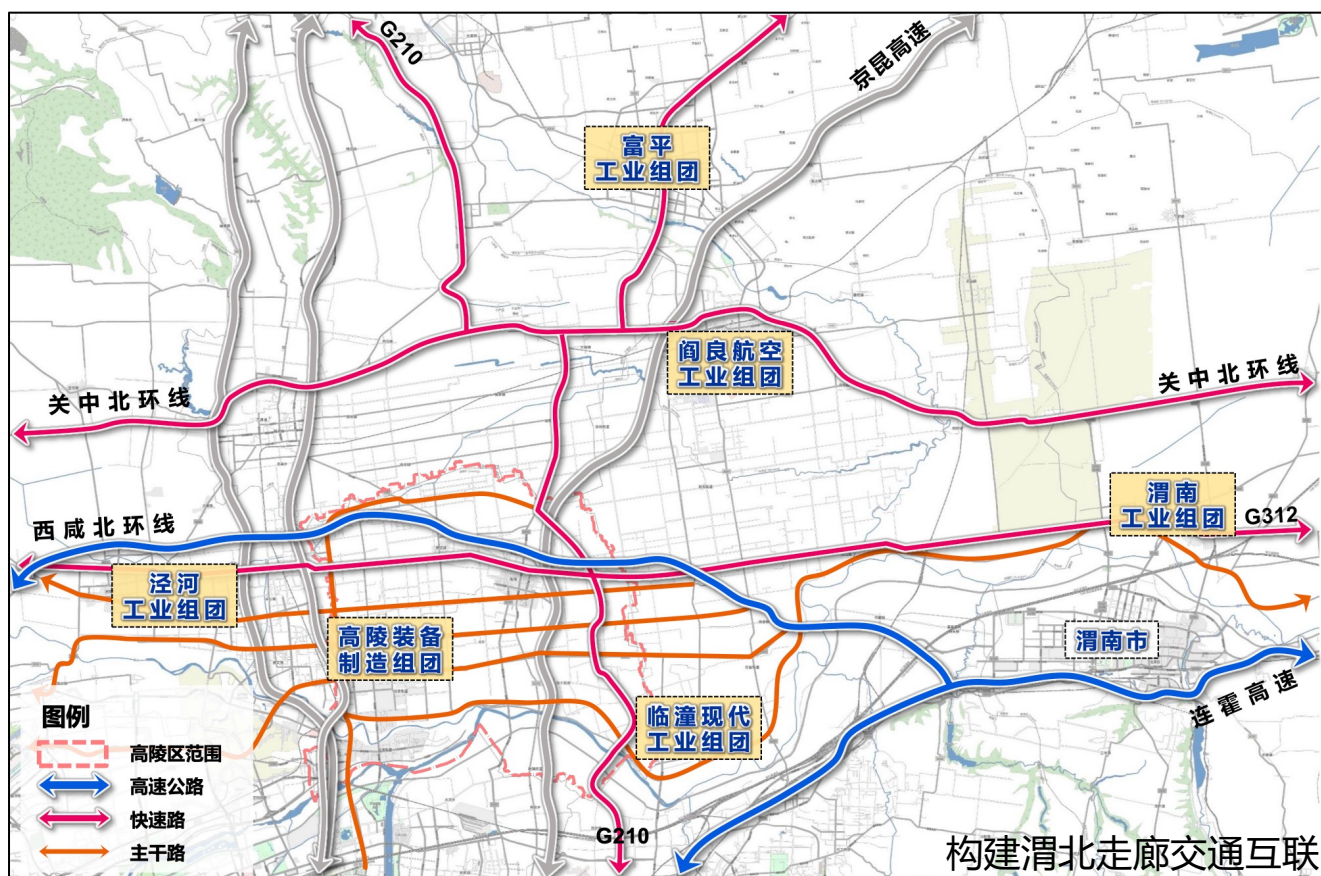 G210
京昆高速
富平
工业组团
阎良航空
工业组团
关中北环线
关中北环线
渭南
工业组团
G312
西咸北环线
泾河
工业组团
高陵装备
制造组团
渭南市
临潼现代
工业组团
连霍高速
G210
图例
高陵区范围
高速公路
快速路
主干路
构建渭北走廊交通互联